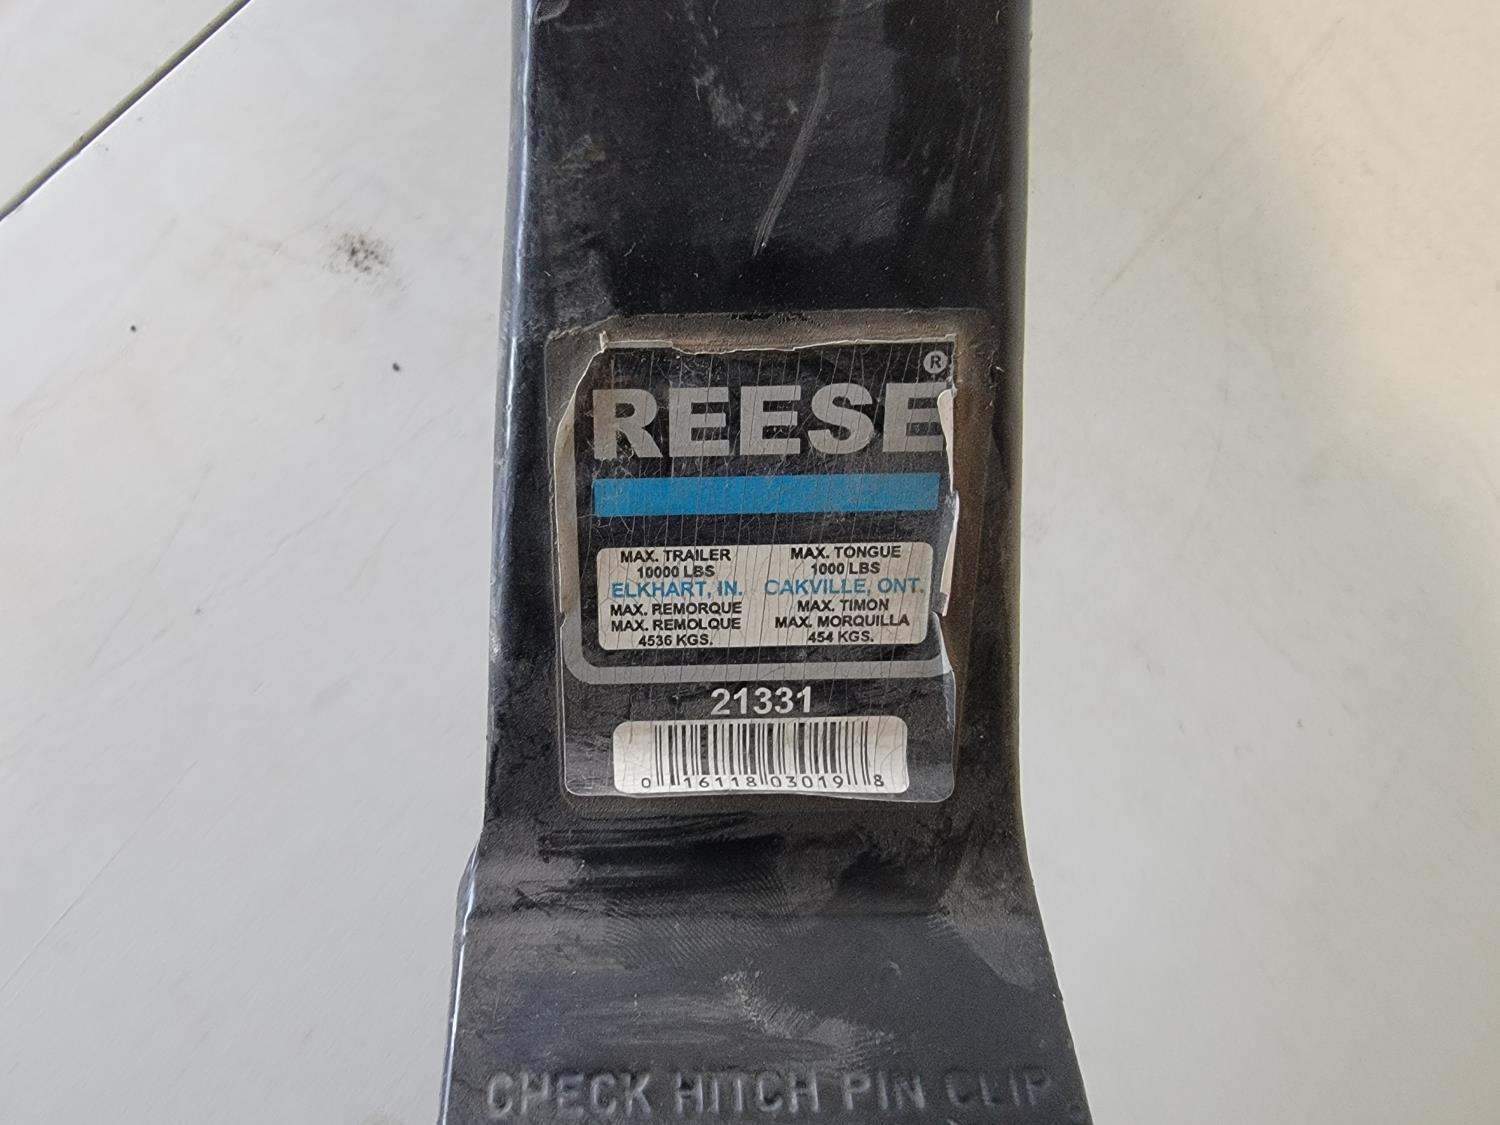 ®
REESE
MAX. TRAILER MAX. TONGUE
10000 LBS 1000 LBS
ELKHART, IN. OAKVILLE, ONT.
MAX. REMORQUE MAX. TIMON
MAX. REMOLQUE MAX. MORQUILLA
4536 KGS. 454 KGS.
21331
0 16118 03019 8
CHECK HITCH PIN CLIP